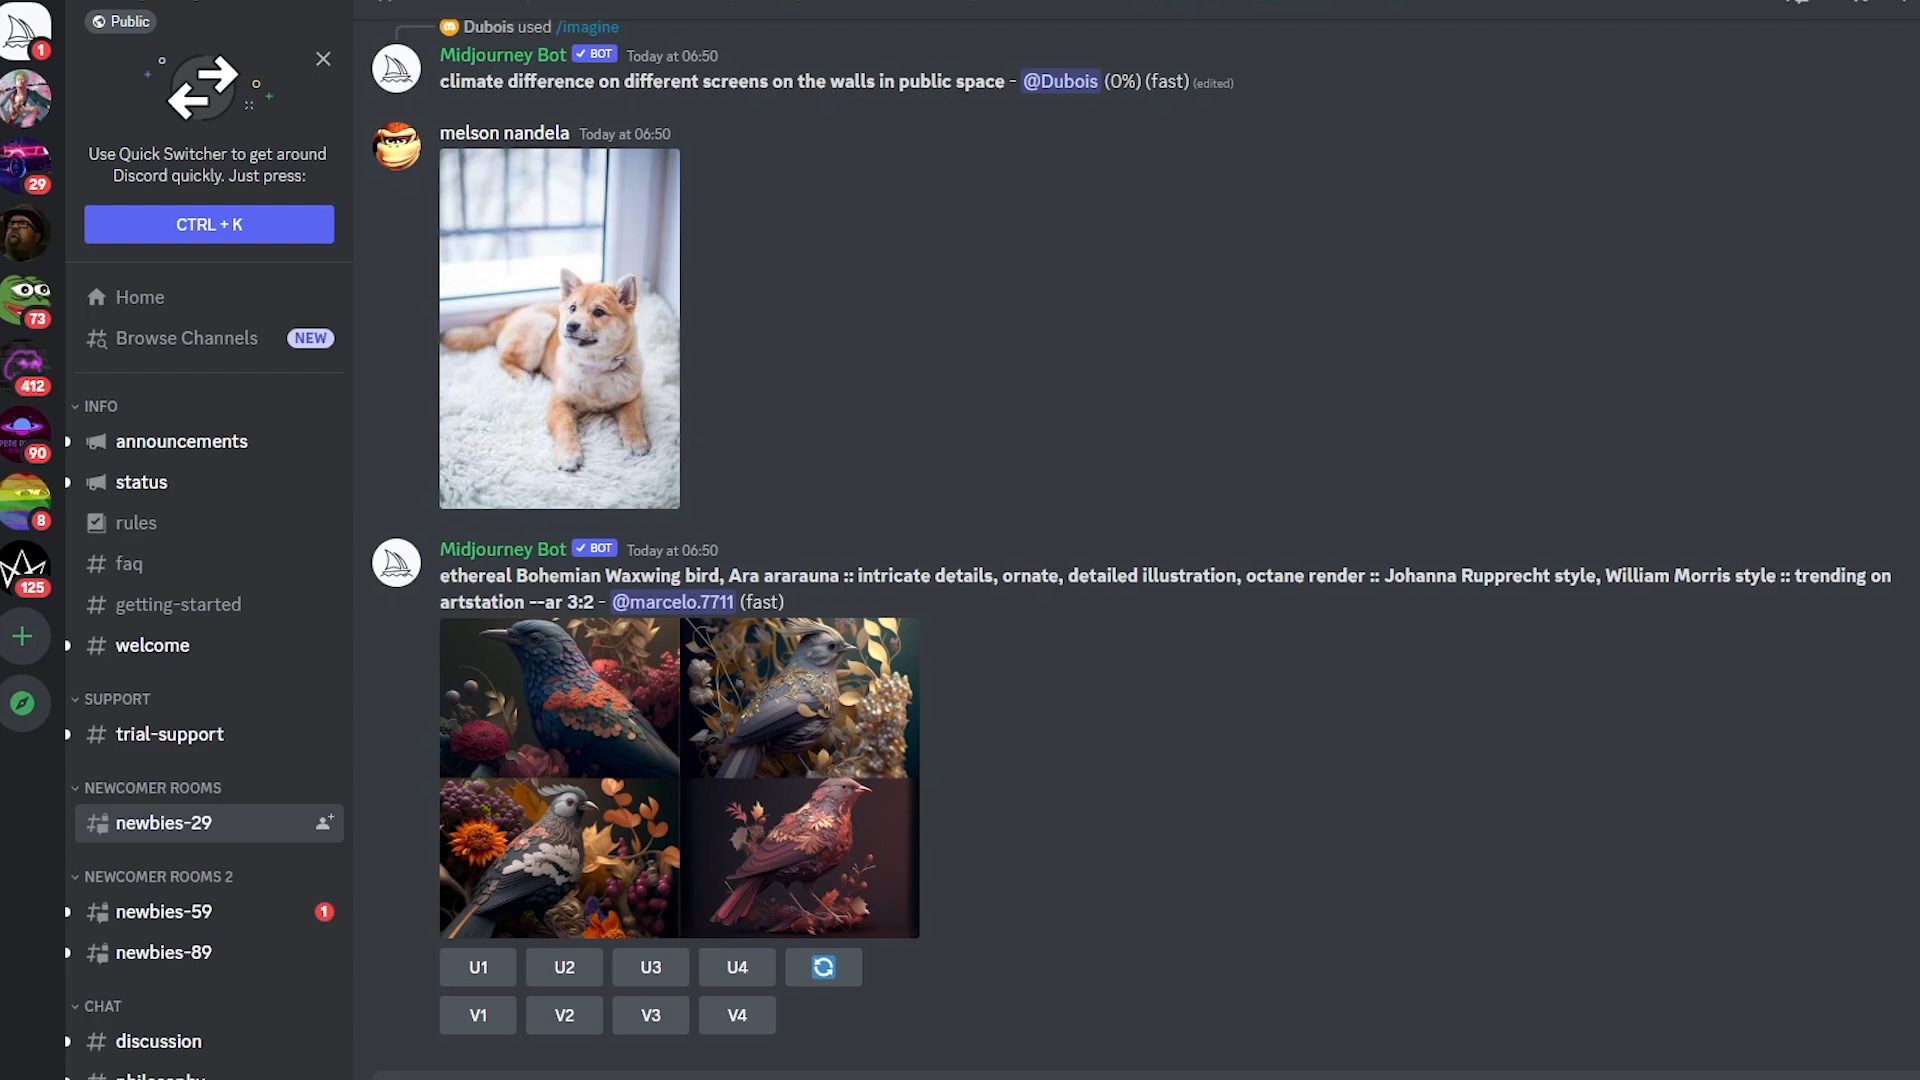 Public
1
Use Quick Switcher to get around
Discord quickly. Just press:
CTRL + K
29
73
412
90
8
125
Home
Browse Channels NEW
INFO
announcements
status
rules
faq
getting-started
welcome
SUPPORT
trial-support
NEWCOMER ROOMS
newbies-29
NEWCOMER ROOMS 2
newbies-59 1
newbies-89
CHAT
discussion
philosophy
Dubois used /imagine
Midjourney Bot ✓ BOT Today at 06:50
climate difference on different screens on the walls in public space - @Dubois (0%) (fast) (edited)
melson nandela Today at 06:50
Midjourney Bot ✓ BOT Today at 06:50
ethereal Bohemian Waxwing bird, Ara ararauna :: intricate details, ornate, detailed illustration, octane render :: Johanna Rupprecht style, William Morris style :: trending on
artstation --ar 3:2 - @marcelo.7711 (fast)
U1 U2 U3 U4
V1 V2 V3 V4